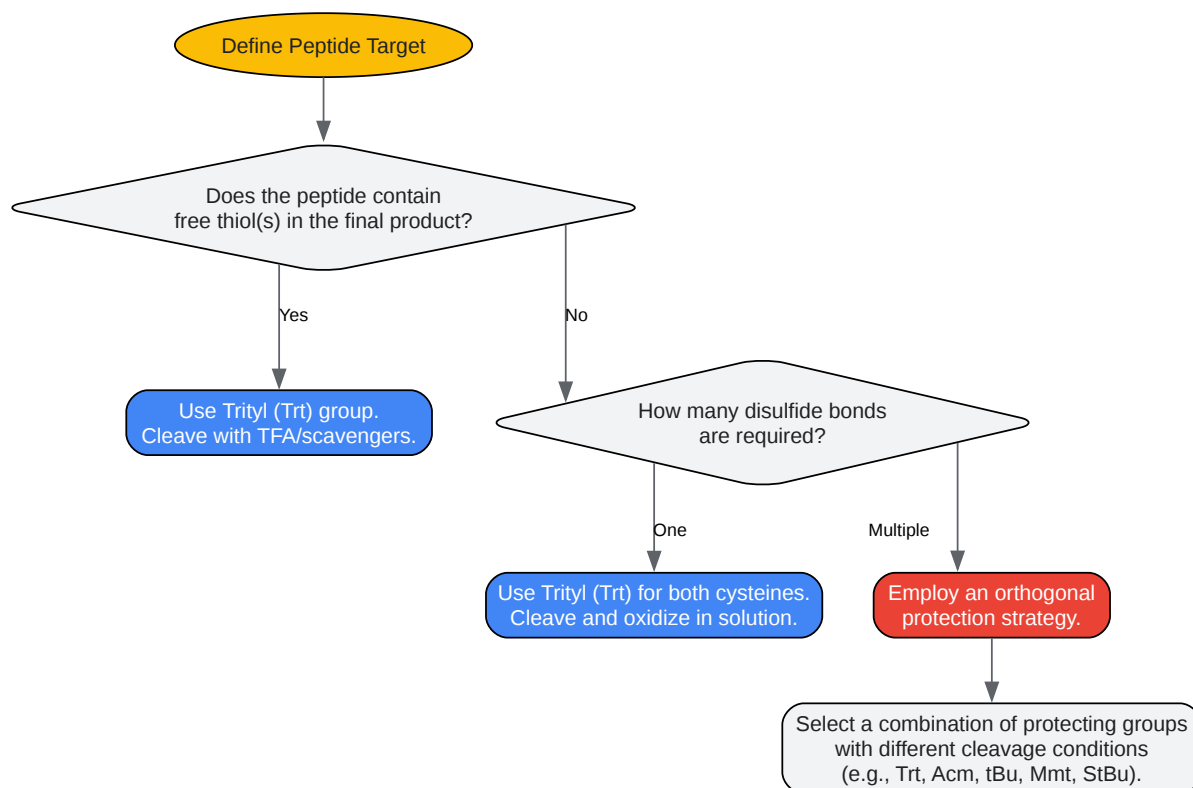 Define Peptide Target
Does the peptide contain
free thiol(s) in the final product?
Yes
No
Use Trityl (Trt) group.
Cleave with TFA/scavengers.
How many disulfide bonds
are required?
One
Multiple
Use Trityl (Trt) for both cysteines.
Cleave and oxidize in solution.
Employ an orthogonal
protection strategy.
Select a combination of protecting groups
with different cleavage conditions
(e.g., Trt, Acm, tBu, Mmt, StBu).